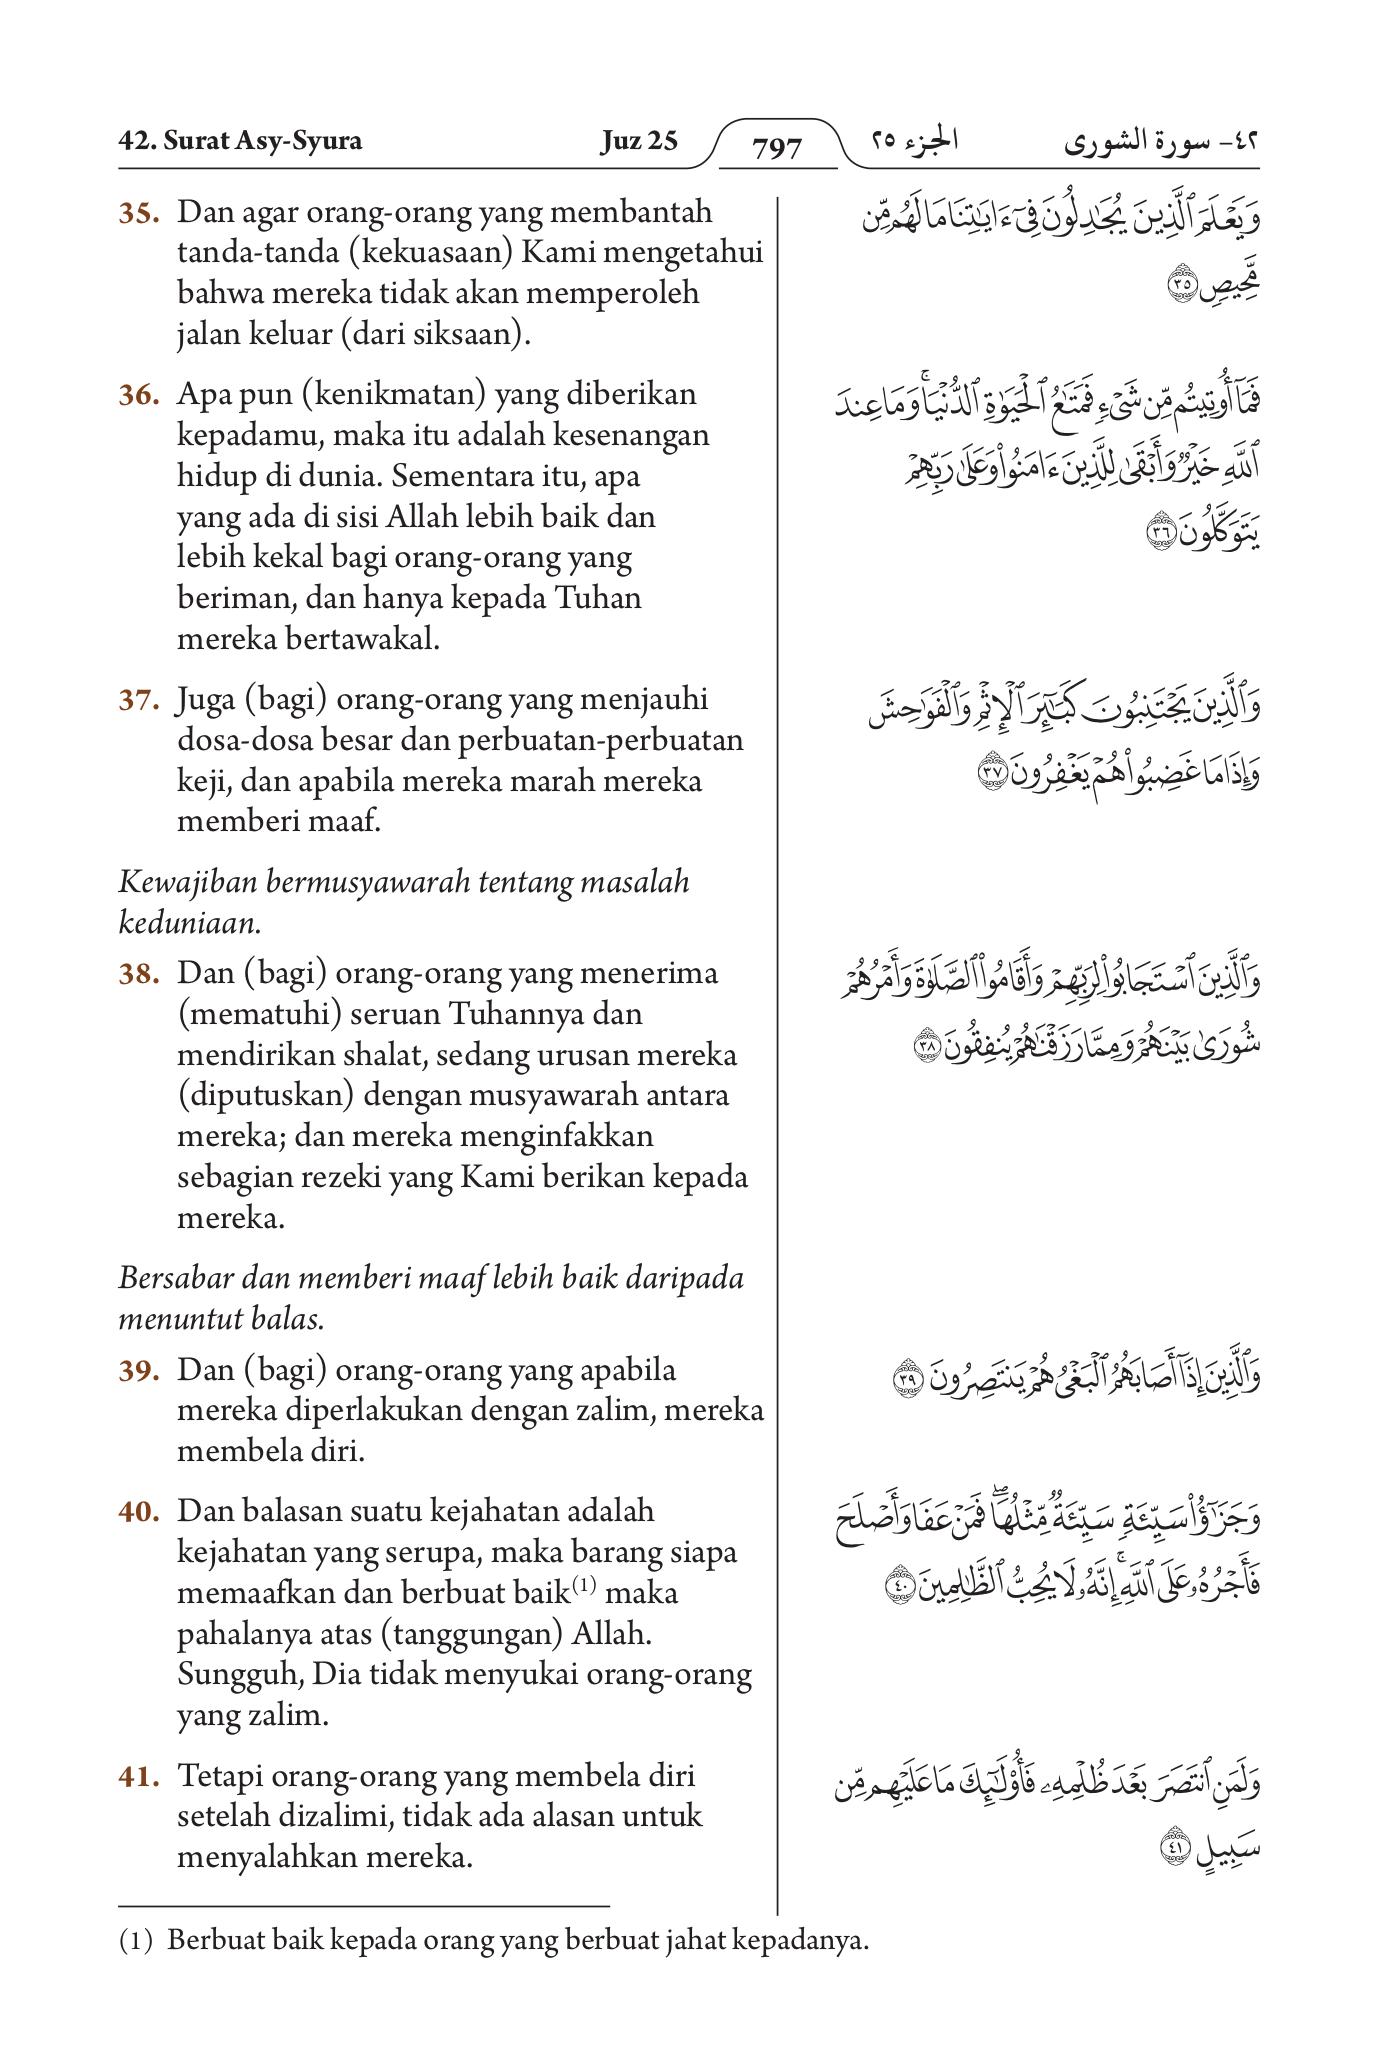 42. Surat Asy-Syura
Juz 25
797
الجزء ٢٥
٤٢- سورة الشورى
35. Dan agar orang-orang yang membantah
tanda-tanda (kekuasaan) Kami mengetahui
bahwa mereka tidak akan memperoleh
jalan keluar (dari siksaan).
36. Apa pun (kenikmatan) yang diberikan
kepadamu, maka itu adalah kesenangan
hidup di dunia. Sementara itu, apa
yang ada di sisi Allah lebih baik dan
lebih kekal bagi orang-orang yang
beriman, dan hanya kepada Tuhan
mereka bertawakal.
37. Juga (bagi) orang-orang yang menjauhi
dosa-dosa besar dan perbuatan-perbuatan
keji, dan apabila mereka marah mereka
memberi maaf.
Kewajiban bermusyawarah tentang masalah
keduniaan.
38. Dan (bagi) orang-orang yang menerima
(mematuhi) seruan Tuhannya dan
mendirikan shalat, sedang urusan mereka
(diputuskan) dengan musyawarah antara
mereka; dan mereka menginfakkan
sebagian rezeki yang Kami berikan kepada
mereka.
Bersabar dan memberi maaf lebih baik daripada
menuntut balas.
39. Dan (bagi) orang-orang yang apabila
mereka diperlakukan dengan zalim, mereka
membela diri.
40. Dan balasan suatu kejahatan adalah
kejahatan yang serupa, maka barang siapa
memaafkan dan berbuat baik(1) maka
pahalanya atas (tanggungan) Allah.
Sungguh, Dia tidak menyukai orang-orang
yang zalim.
41. Tetapi orang-orang yang membela diri
setelah dizalimi, tidak ada alasan untuk
menyalahkan mereka.
وَيَعْلَمَ ٱلَّذِينَ يُجَٰدِلُونَ فِىٓ ءَايَٰتِنَا مَا لَهُم مِّن
مَّحِيصٍ ٣٥
فَمَآ أُوتِيتُم مِّن شَىْءٍ فَمَتَٰعُ ٱلْحَيَوٰةِ ٱلدُّنْيَا ۚ وَمَا عِندَ
ٱللَّهِ خَيْرٌ وَأَبْقَىٰ لِلَّذِينَ ءَامَنُوا۟ وَعَلَىٰ رَبِّهِمْ
يَتَوَكَّلُونَ ٣٦
وَٱلَّذِينَ يَجْتَنِبُونَ كَبَٰٓئِرَ ٱلْإِثْمِ وَٱلْفَوَٰحِشَ
وَإِذَا مَا غَضِبُوا۟ هُمْ يَغْفِرُونَ ٣٧
وَٱلَّذِينَ ٱسْتَجَابُوا۟ لِرَبِّهِمْ وَأَقَامُوا۟ ٱلصَّلَوٰةَ وَأَمْرُهُمْ
شُورَىٰ بَيْنَهُمْ وَمِمَّا رَزَقْنَٰهُمْ يُنفِقُونَ ٣٨
وَٱلَّذِينَ إِذَآ أَصَابَهُمُ ٱلْبَغْىُ هُمْ يَنتَصِرُونَ ٣٩
وَجَزَٰٓؤُا۟ سَيِّئَةٍ سَيِّئَةٌ مِّثْلُهَا ۖ فَمَنْ عَفَا وَأَصْلَحَ
فَأَجْرُهُۥ عَلَى ٱللَّهِ ۚ إِنَّهُۥ لَا يُحِبُّ ٱلظَّٰلِمِينَ ٤٠
وَلَمَنِ ٱنتَصَرَ بَعْدَ ظُلْمِهِۦ فَأُو۟لَٰٓئِكَ مَا عَلَيْهِم مِّن
سَبِيلٍ ٤١
(1) Berbuat baik kepada orang yang berbuat jahat kepadanya.